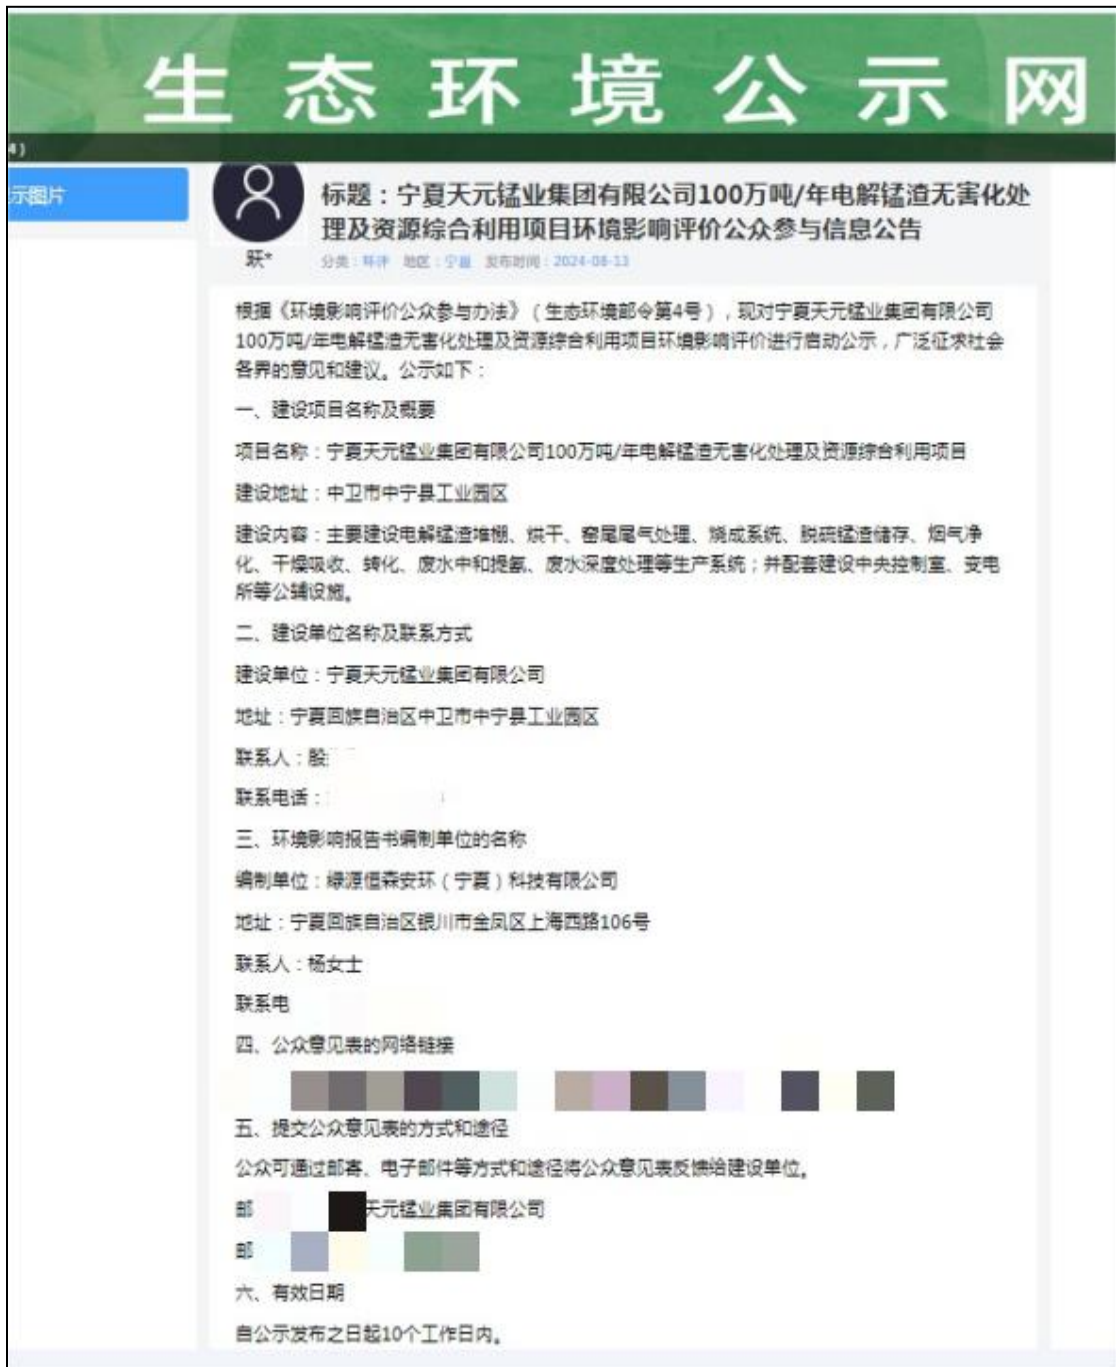 生态环境公示网
4）
示图片
标题：宁夏天元锰业集团有限公司100万吨/年电解锰渣无害化处
理及资源综合利用项目环境影响评价公众参与信息公告
跃*
分类：环评 地区：宁夏 发布时间：2024-08-13
根据《环境影响评价公众参与办法》（生态环境部令第4号），现对宁夏天元锰业集团有限公司
100万吨/年电解锰渣无害化处理及资源综合利用项目环境影响评价进行启动公示，广泛征求社会
各界的意见和建议。公示如下：
一、建设项目名称及概要
项目名称：宁夏天元锰业集团有限公司100万吨/年电解锰渣无害化处理及资源综合利用项目
建设地址：中卫市中宁县工业园区
建设内容：主要建设电解锰渣堆棚、烘干、窑尾尾气处理、烧成系统、脱硫锰渣储存、烟气净
化、干燥吸收、转化、废水中和提氨、废水深度处理等生产系统；并配套建设中央控制室、变电
所等公辅设施。
二、建设单位名称及联系方式
建设单位：宁夏天元锰业集团有限公司
地址：宁夏回族自治区中卫市中宁县工业园区
联系人：殷
联系电话：
三、环境影响报告书编制单位的名称
编制单位：绿源恒森安环（宁夏）科技有限公司
地址：宁夏回族自治区银川市金凤区上海西路106号
联系人：杨女士
联系电
四、公众意见表的网络链接
五、提交公众意见表的方式和途径
公众可通过邮寄、电子邮件等方式和途径将公众意见表反馈给建设单位。
邮 天元锰业集团有限公司
邮
六、有效日期
自公示发布之日起10个工作日内。